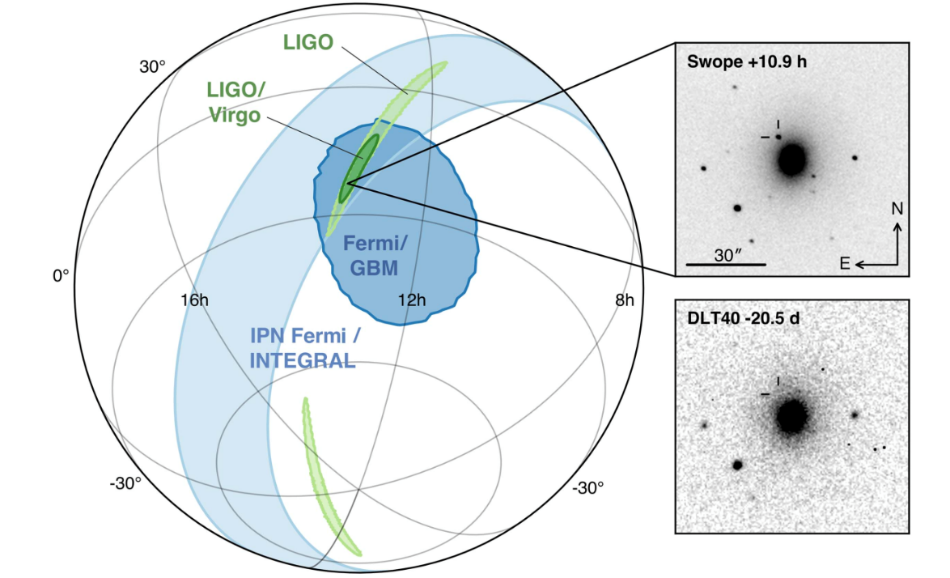 LIGO
30°
LIGO/
Virgo
Fermi/
GBM
0°
16h
12h
8h
IPN Fermi /
INTEGRAL
-30°
-30°
Swope +10.9 h
N
30″
E
DLT40 -20.5 d